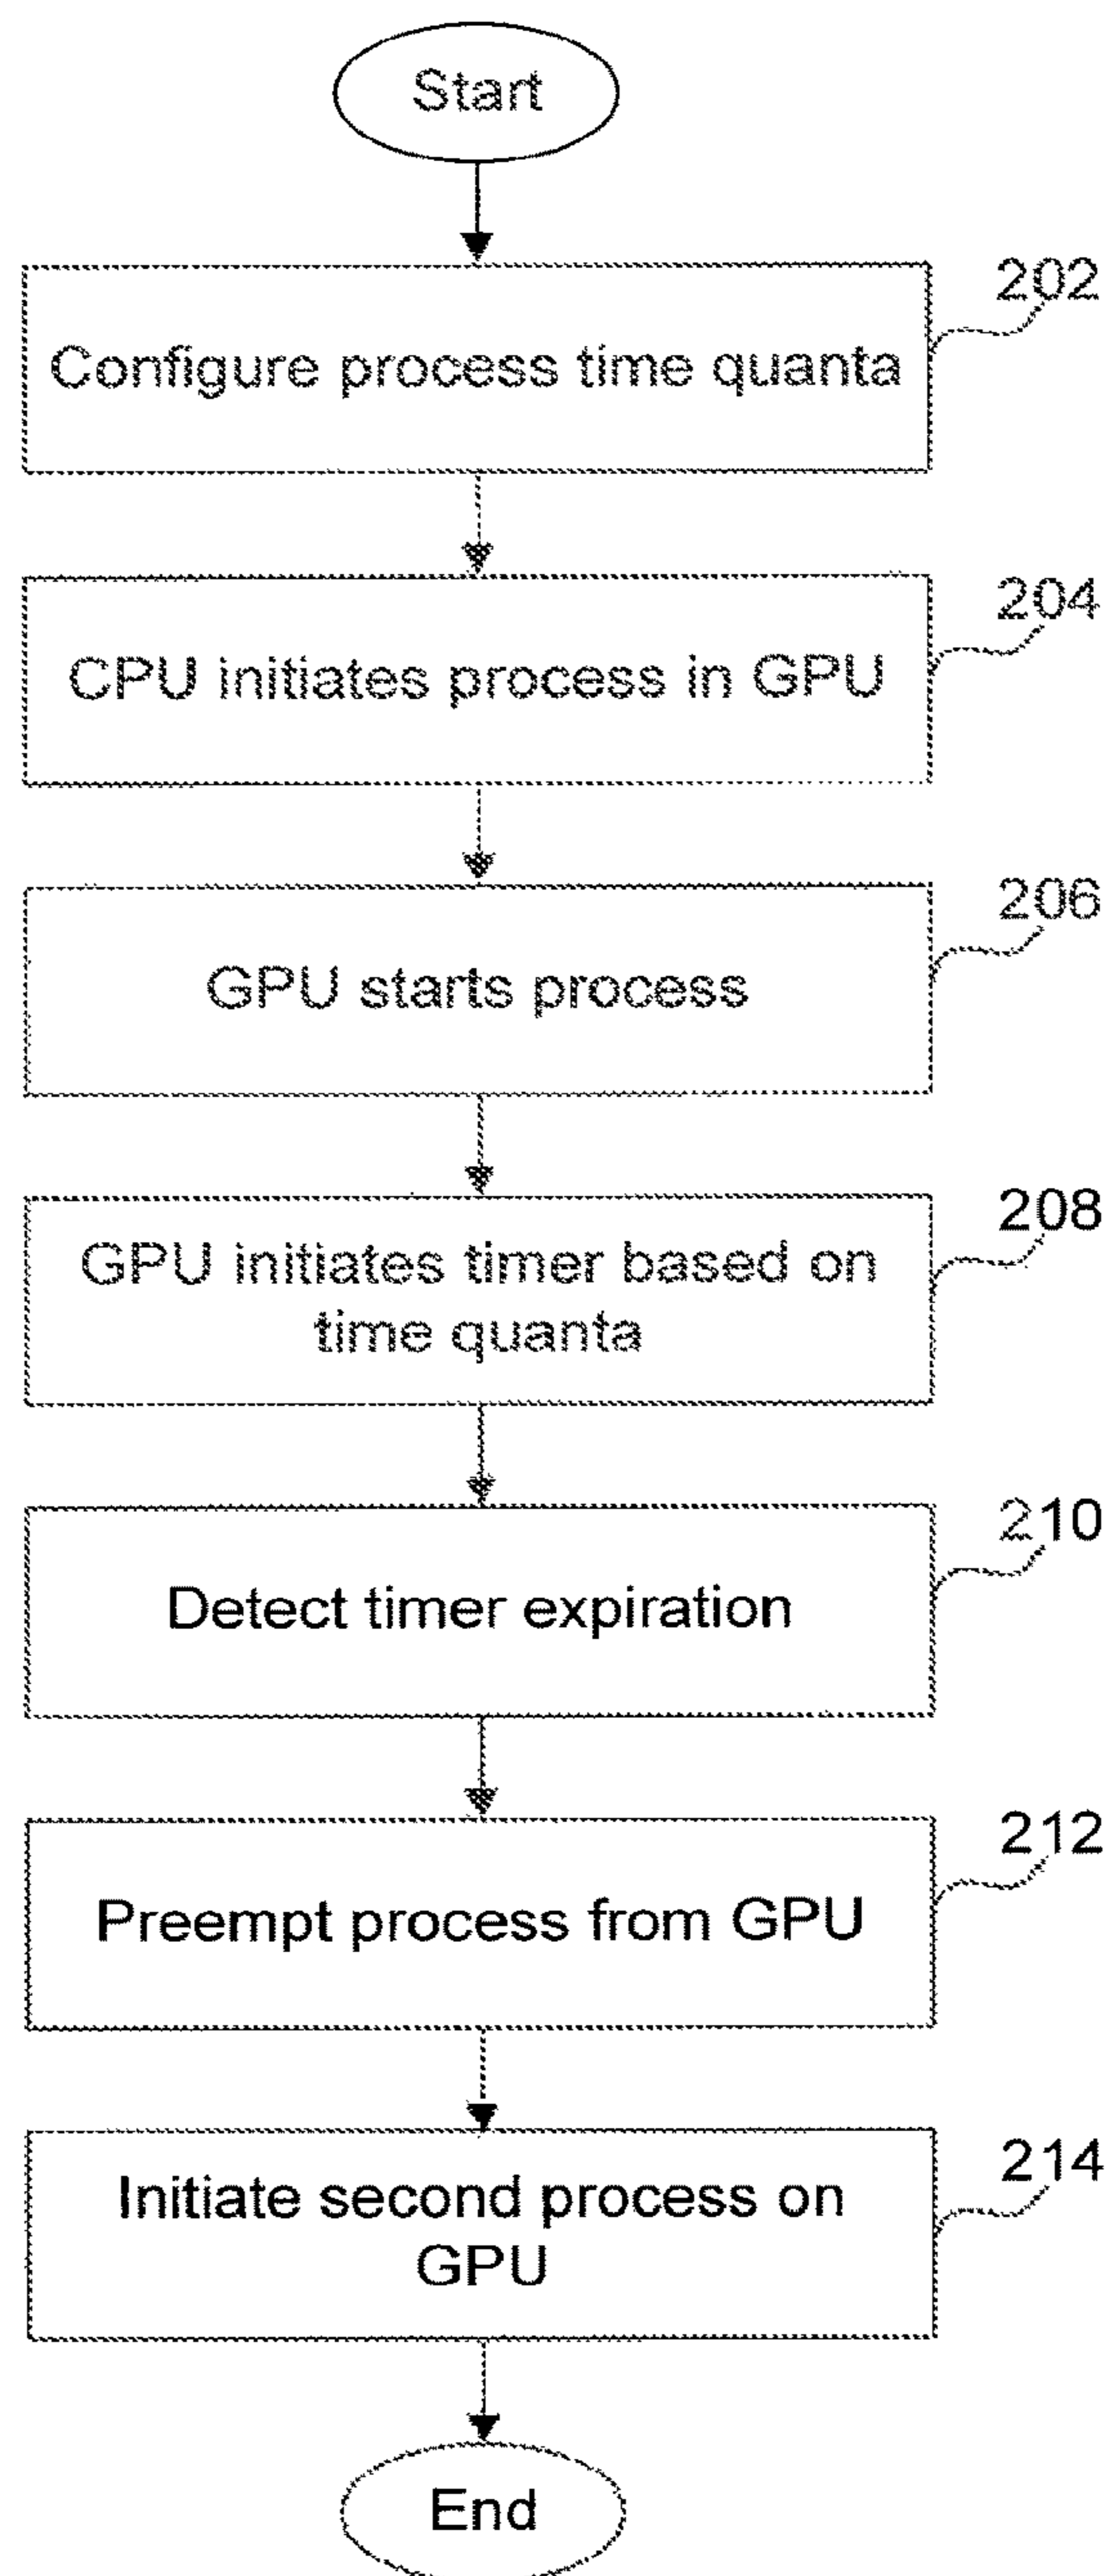 Start
202
Configure process time quanta
204
CPU initiates process in GPU
206
GPU starts process
208
GPU initiates timer based on
time quanta
210
Detect timer expiration
212
Preempt process from GPU
214
Initiate second process on
GPU
End